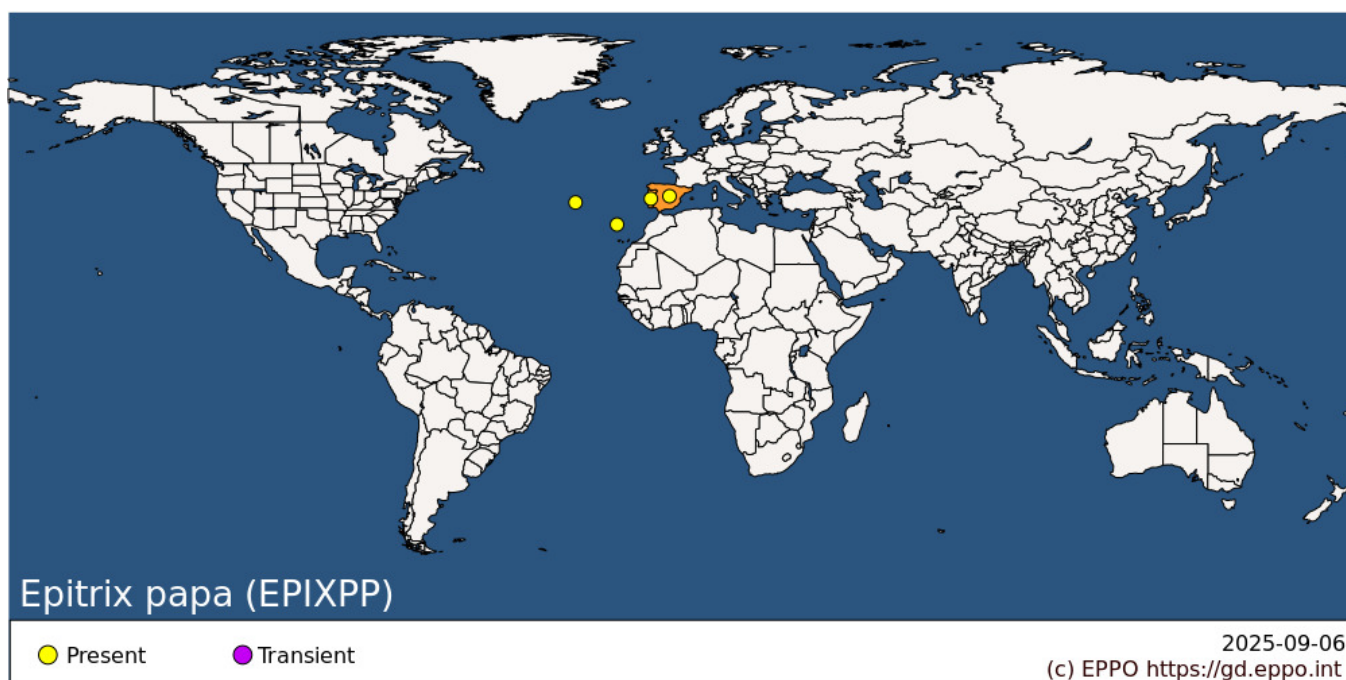 Epitrix papa (EPIXPP)
Present
Transient
2025-09-06
(c) EPPO https://gd.eppo.int